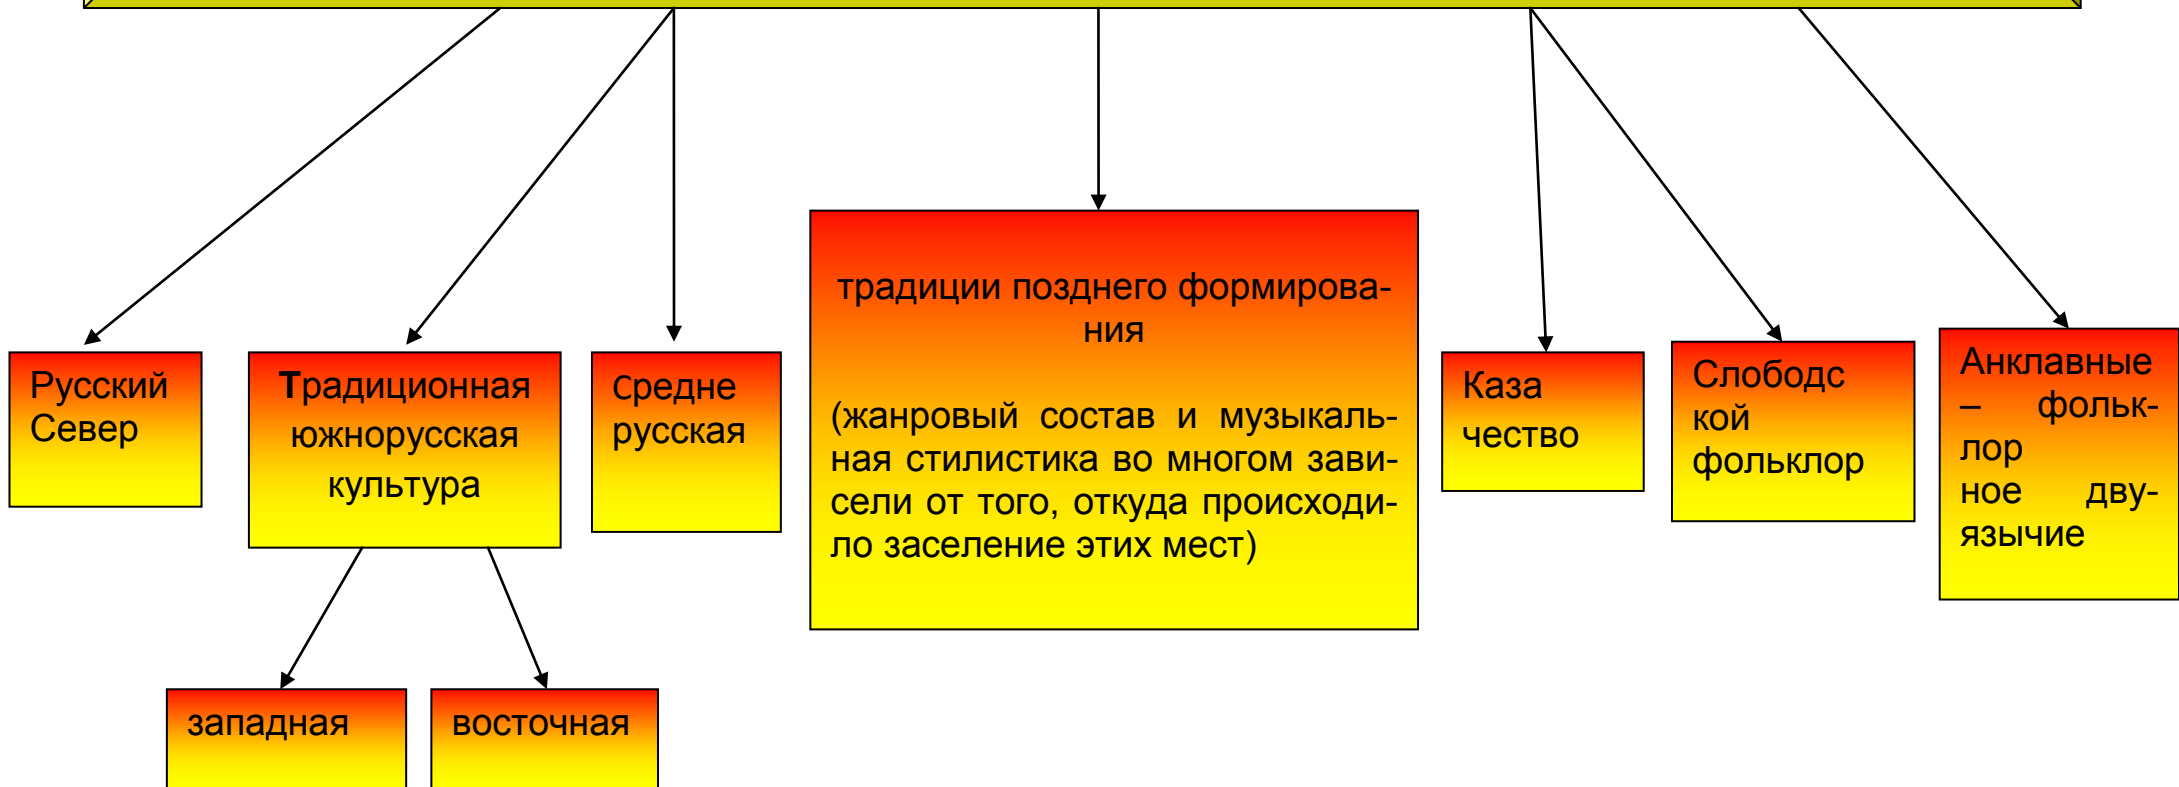 Русский
Север
Традиционная
южнорусская
культура
Средне
русская
традиции позднего формирова-
ния
(жанровый состав и музыкаль-
ная стилистика во многом зави-
сели от того, откуда происходи-
ло заселение этих мест)
Каза
чество
Слободс
кой
фольклор
Анклавные
– фольк-
лор
ное дву-
язычие
западная
восточная